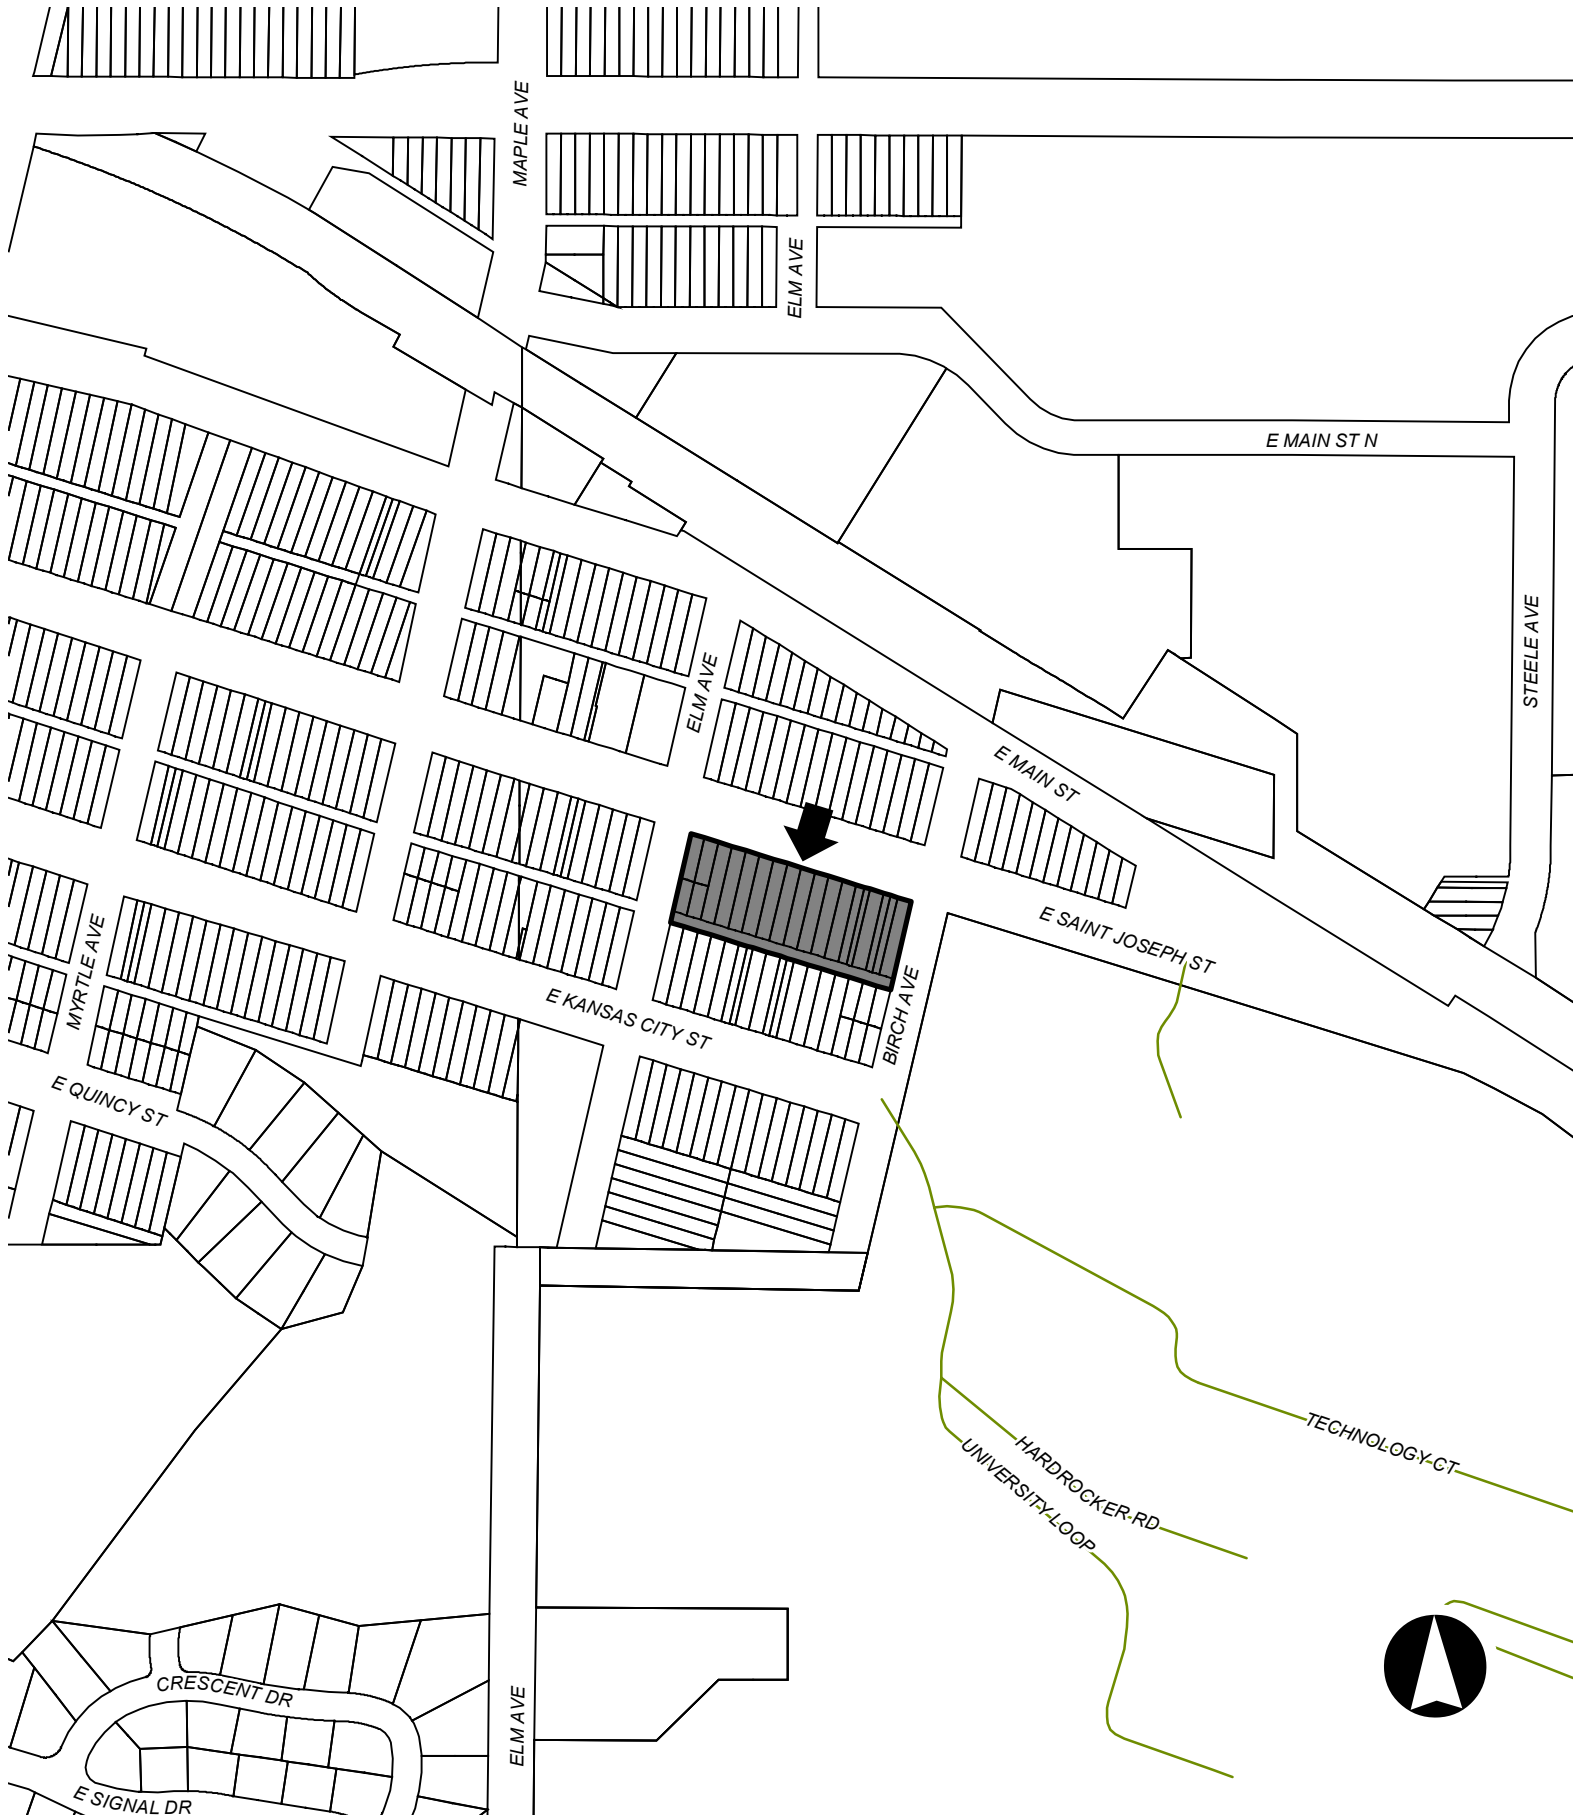 MAPLE AVE
ELM AVE
E MAIN ST N
STEELE AVE
ELM AVE
E MAIN ST
E SAINT JOSEPH ST
MYRTLE AVE
BIRCH AVE
E KANSAS CITY ST
E QUINCY ST
TECHNOLOGY CT
HARDROCKER RD
UNIVERSITY LOOP
CRESCENT DR
ELM AVE
E SIGNAL DR